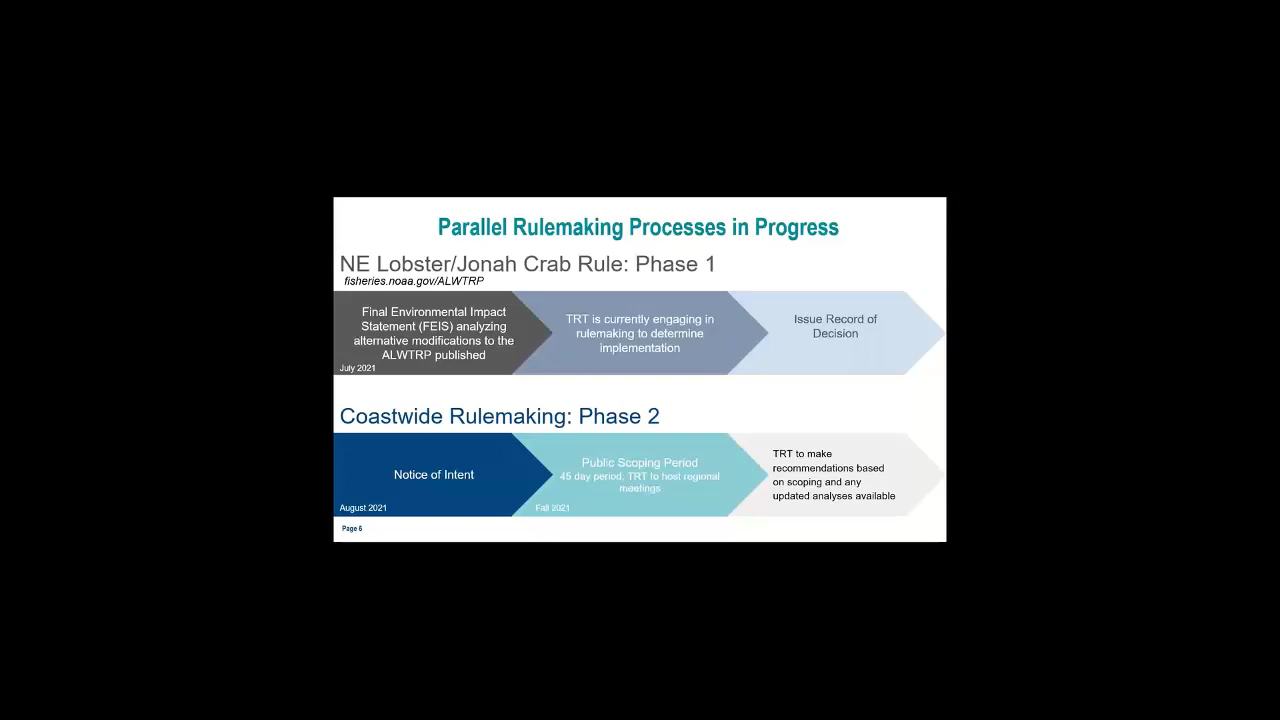 Parallel Rulemaking Processes in Progress
NE Lobster/Jonah Crab Rule: Phase 1
fisheries.noaa.gov/ALWTRP
Final Environmental Impact
Statement (FEIS) analyzing
alternative modifications to the
ALWTRP published
July 2021
TRT is currently engaging in
rulemaking to determine
implementation
Issue Record of
Decision
Coastwide Rulemaking: Phase 2
Notice of Intent
August 2021
Public Scoping Period
45 day period, TRT to host regional
meetings
Fall 2021
TRT to make
recommendations based
on scoping and any
updated analyses available
Page 6